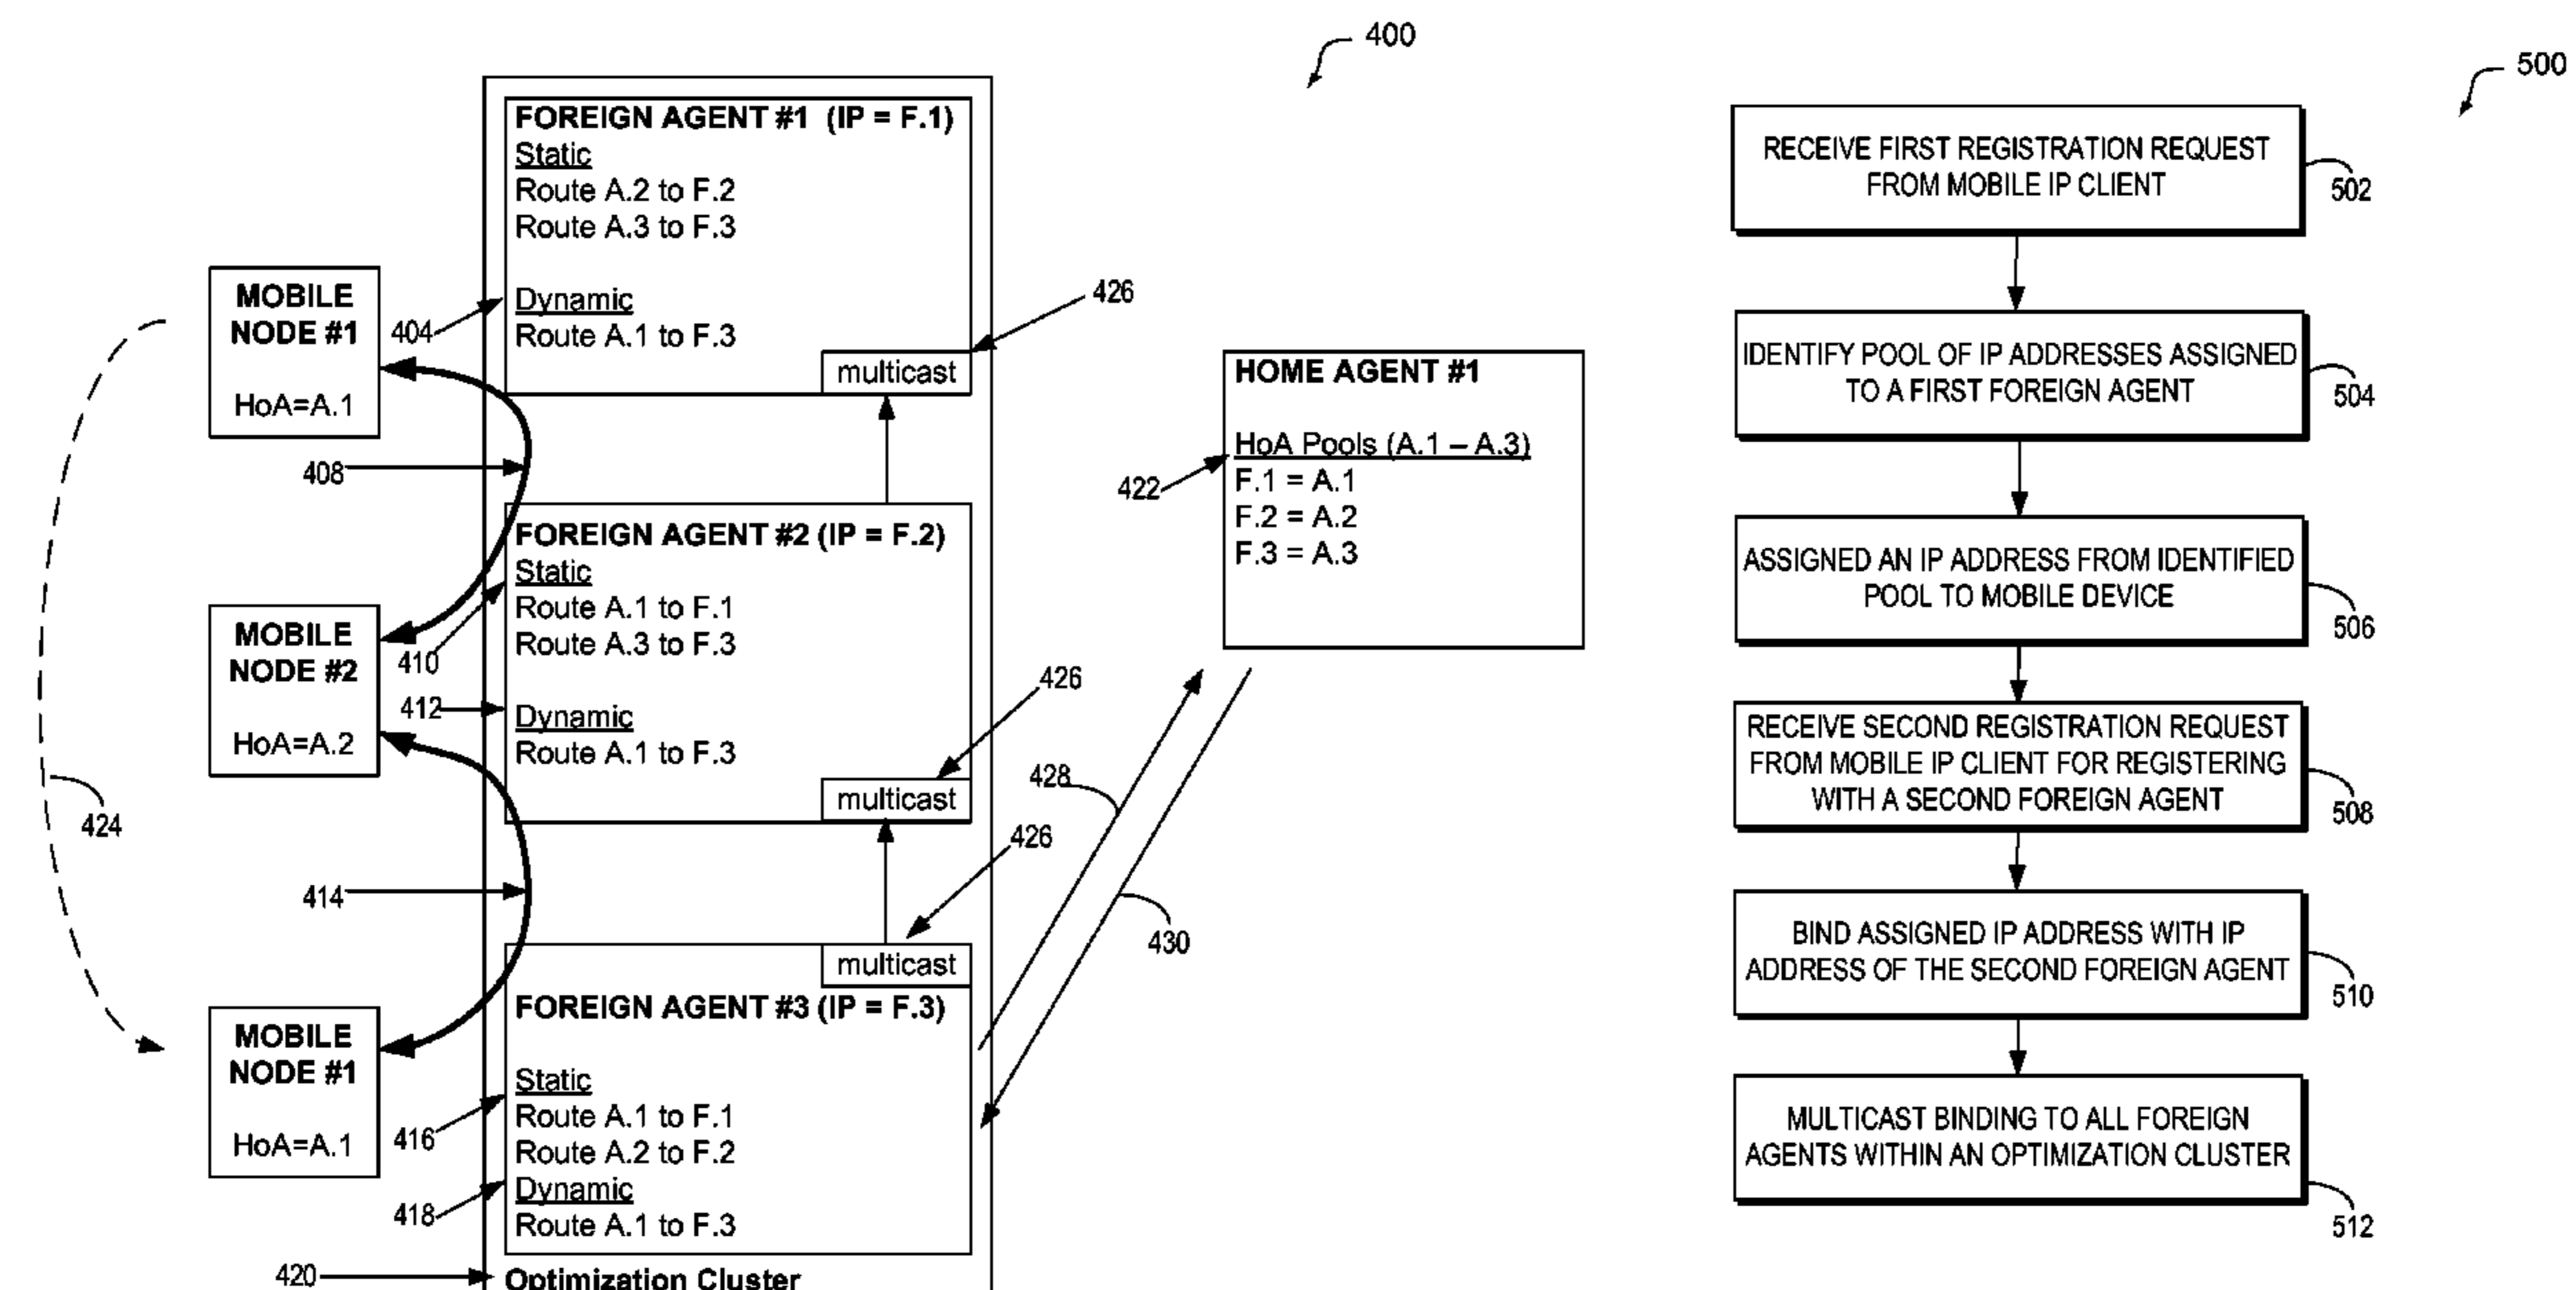 400
500
FOREIGN AGENT #1 (IP = F.1)
Static
Route A.2 to F.2
Route A.3 to F.3
Dynamic
Route A.1 to F.3
multicast
404
426
MOBILE
NODE #1
HoA=A.1
408
FOREIGN AGENT #2 (IP = F.2)
Static
Route A.1 to F.1
Route A.3 to F.3
Dynamic
Route A.1 to F.3
multicast
410
412
426
MOBILE
NODE #2
HoA=A.2
414
424
426
multicast
FOREIGN AGENT #3 (IP = F.3)
Static
Route A.1 to F.1
Route A.2 to F.2
Dynamic
Route A.1 to F.3
416
418
MOBILE
NODE #1
HoA=A.1
420
Optimization Cluster
HOME AGENT #1
HoA Pools (A.1 – A.3)
F.1 = A.1
F.2 = A.2
F.3 = A.3
422
428
430
RECEIVE FIRST REGISTRATION REQUEST
FROM MOBILE IP CLIENT
502
IDENTIFY POOL OF IP ADDRESSES ASSIGNED
TO A FIRST FOREIGN AGENT
504
ASSIGNED AN IP ADDRESS FROM IDENTIFIED
POOL TO MOBILE DEVICE
506
RECEIVE SECOND REGISTRATION REQUEST
FROM MOBILE IP CLIENT FOR REGISTERING
WITH A SECOND FOREIGN AGENT
508
BIND ASSIGNED IP ADDRESS WITH IP
ADDRESS OF THE SECOND FOREIGN AGENT
510
MULTICAST BINDING TO ALL FOREIGN
AGENTS WITHIN AN OPTIMIZATION CLUSTER
512